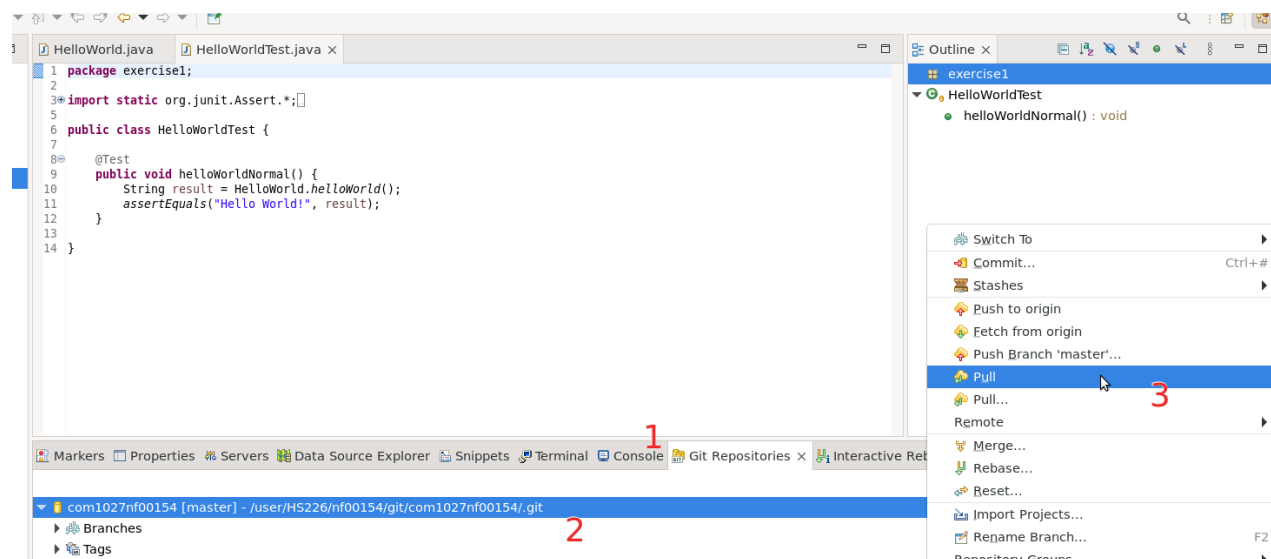 HelloWorld.java
HelloWorldTest.java ×
1 package exercise1;
2
3 import static org.junit.Assert.*;
5
6 public class HelloWorldTest {
7
8 @Test
9 public void helloWorldNormal() {
10 String result = HelloWorld.helloWorld();
11 assertEquals("Hello World!", result);
12 }
13
14 }
Outline ×
exercise1
HelloWorldTest
helloWorldNormal() : void
Switch To
Commit... Ctrl+#
Stashes
Push to origin
Fetch from origin
Push Branch 'master'...
Pull
3
Pull...
Remote
Merge...
Rebase...
Reset...
Import Projects...
Rename Branch... F2
Repository Groups
1
Markers Properties Servers Data Source Explorer Snippets Terminal Console Git Repositories × Interactive Reb
com1027nf00154 [master] - /user/HS226/nf00154/git/com1027nf00154/.git
Branches
2
Tags